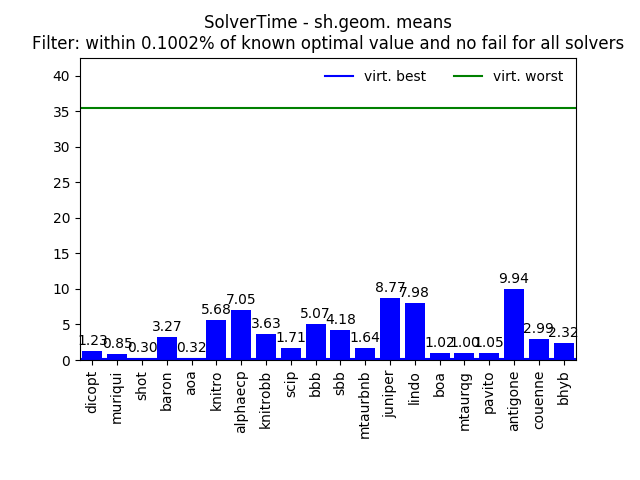 SolverTime - sh.geom. means
Filter: within 0.1002% of known optimal value and no fail for all solvers
virt. best
virt. worst
40
35
30
25
20
15
10
5
0
1.23
0.85
0.30
3.27
0.32
5.68
7.05
3.63
1.71
5.07
4.18
1.64
8.77
7.98
1.02
1.00
1.05
9.94
2.99
2.32
dicopt
muriqui
shot
baron
aoa
knitro
alphaecp
knitrobb
scip
bbb
sbb
mtaurbnb
juniper
lindo
boa
mtaurqg
pavito
antigone
couenne
bhyb